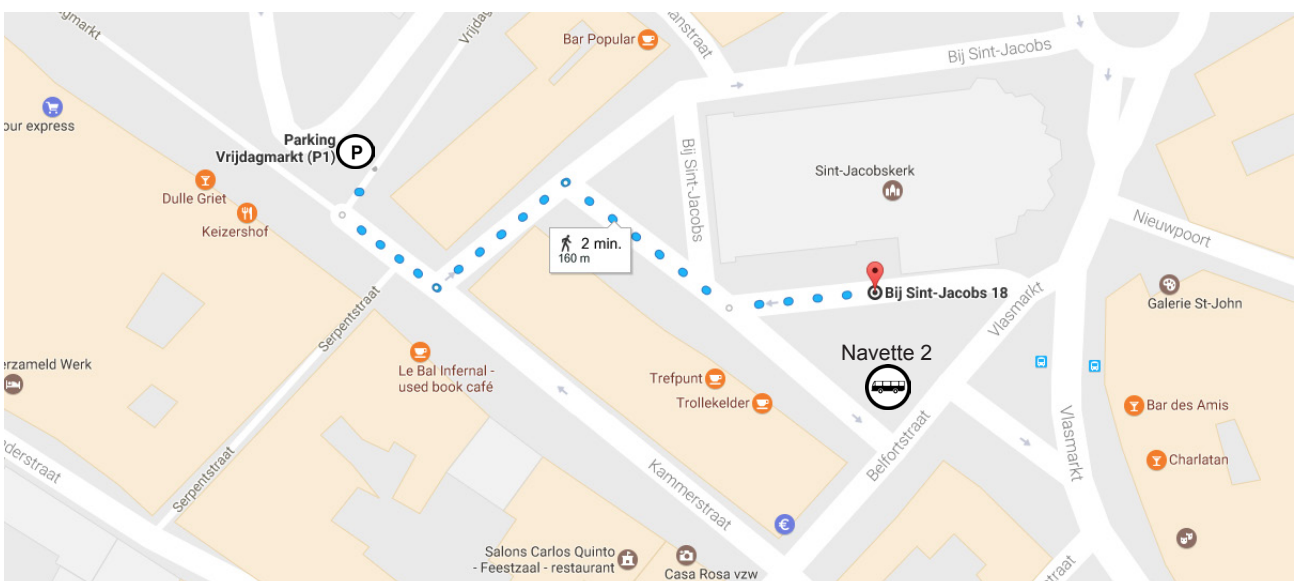 Bar Popular
Bij Sint-Jacobs
Parking
Vrijdagmarkt (P1)
P
Dulle Griet
Keizershof
Bij Sint-Jacobs
Sint-Jacobskerk
Nieuwpoort
2 min.
160 m
Bij Sint-Jacobs 18
Vlasmarkt
Galerie St-John
Serpentstraat
Navette 2
Le Bal Infernal -
used book café
Trefpunt
Trollekelder
Bar des Amis
Vlasmarkt
Belfortstraat
Charlatan
Serpentstraat
Kammerstraat
€
Salons Carlos Quinto
- Feestzaal - restaurant
Casa Rosa vzw